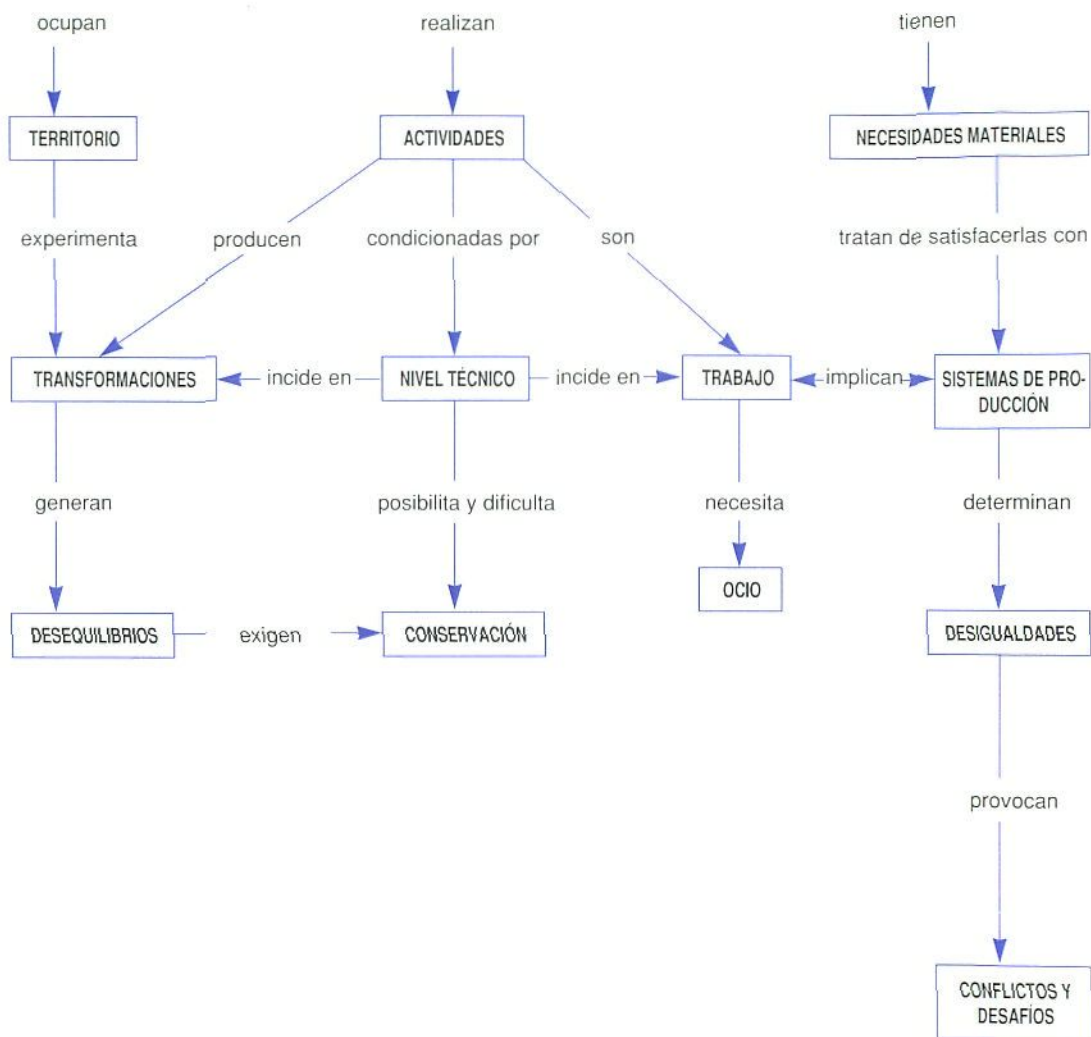 ocupan
realizan
tienen
TERRITORIO
ACTIVIDADES
NECESIDADES MATERIALES
experimenta
producen
condicionadas por
son
tratan de satisfacerlas con
TRANSFORMACIONES
incide en
NIVEL TÉCNICO
incide en
TRABAJO
implican
SISTEMAS DE PRO-
DUCCIÓN
generan
posibilita y dificulta
necesita
determinan
OCIO
DESEQUILIBRIOS
exigen
CONSERVACIÓN
DESIGUALDADES
provocan
CONFLICTOS Y
DESAFÍOS